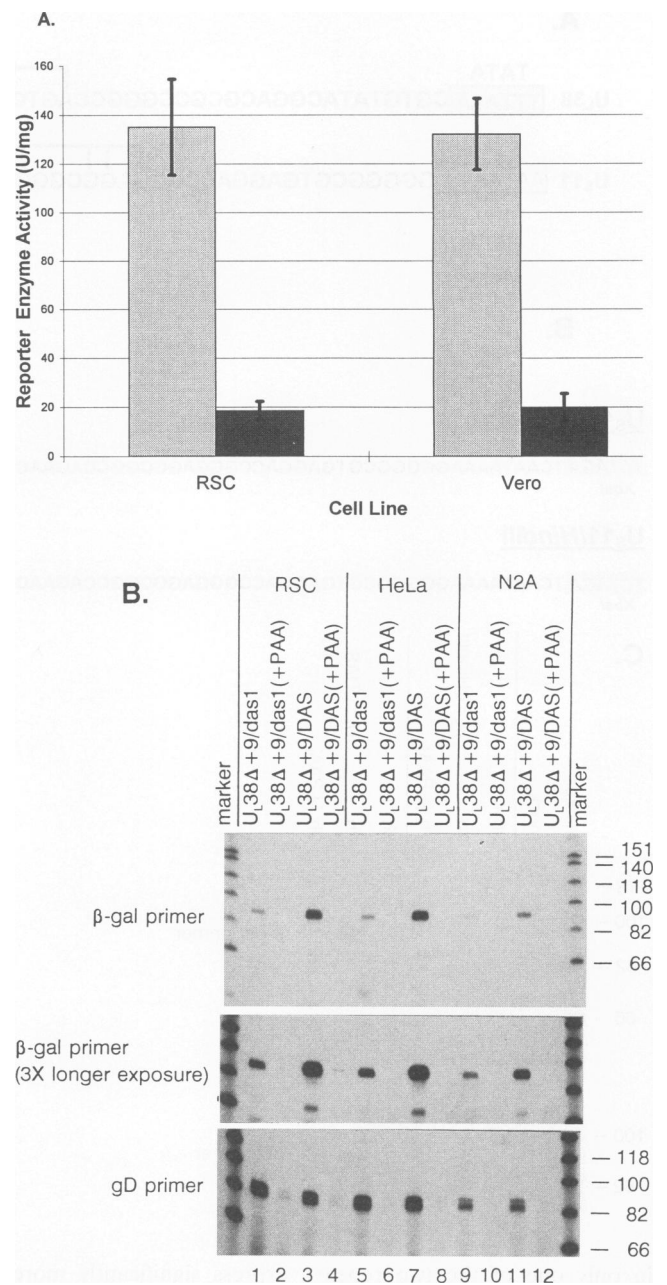 A.
160
140
120
100
80
60
40
20
0
Reporter Enzyme Activity (U/mg)
RSC
Vero
Cell Line
B.
RSC
HeLa
N2A
marker
UL38Δ +9/das1
UL38Δ +9/das1(+PAA)
UL38Δ +9/DAS
UL38Δ +9/DAS(+PAA)
UL38Δ +9/das1
UL38Δ +9/das1(+PAA)
UL38Δ +9/DAS
UL38Δ +9/DAS(+PAA)
UL38Δ +9/das1
UL38Δ +9/das1(+PAA)
UL38Δ +9/DAS
UL38Δ +9/DAS(+PAA)
marker
β-gal primer
151
140
118
100
82
66
β-gal primer
(3X longer exposure)
gD primer
118
100
82
66
1 2 3 4 5 6 7 8 9 10 11 12